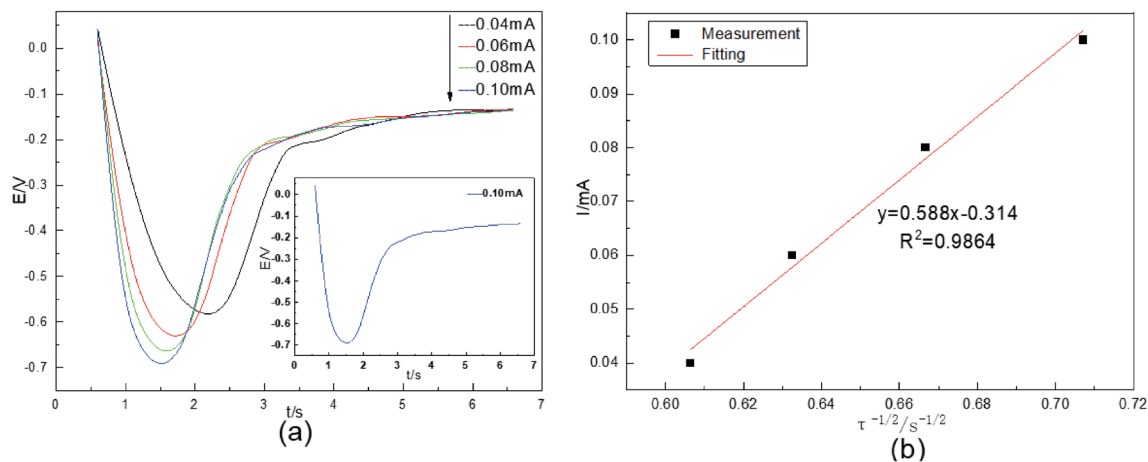 0.04mA
0.06mA
0.08mA
0.10mA
0.0
-0.1
-0.2
-0.3
-0.4
-0.5
-0.6
-0.7
E/V
0 1 2 3 4 5 6 7
t/s
(a)
0.10mA
0.0
-0.1
-0.2
-0.3
-0.4
-0.5
-0.6
-0.7
E/V
0 1 2 3 4 5 6 7
t/s
Measurement
Fitting
0.10
0.09
0.08
0.07
0.06
0.05
0.04
I/mA
y=0.588x-0.314
R²=0.9864
0.60 0.62 0.64 0.66 0.68 0.70 0.72
τ⁻¹/²/s⁻¹/²
(b)